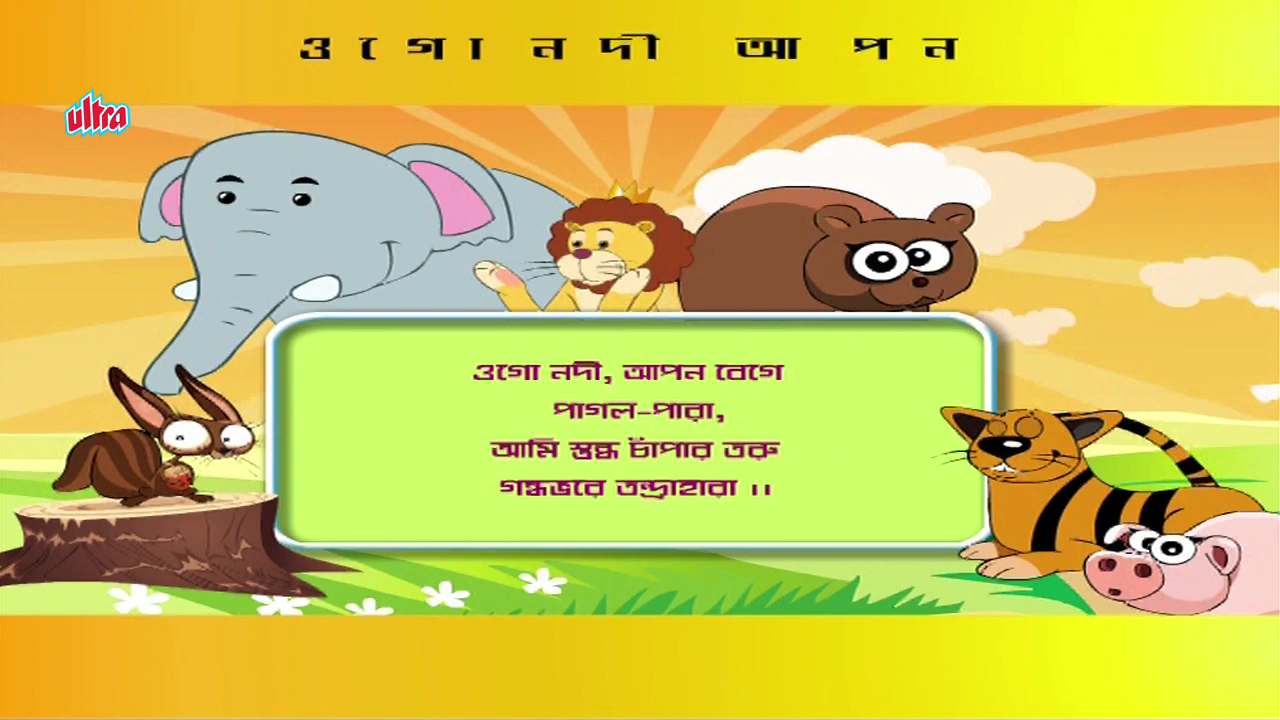 ওগো নদী আপন
ultra
ওগো নদী, আপন বেগে
পাগল-পারা,
আমি স্তব্ধ চাঁপার তরু
গন্ধভরে তন্দ্রাহারা ।।